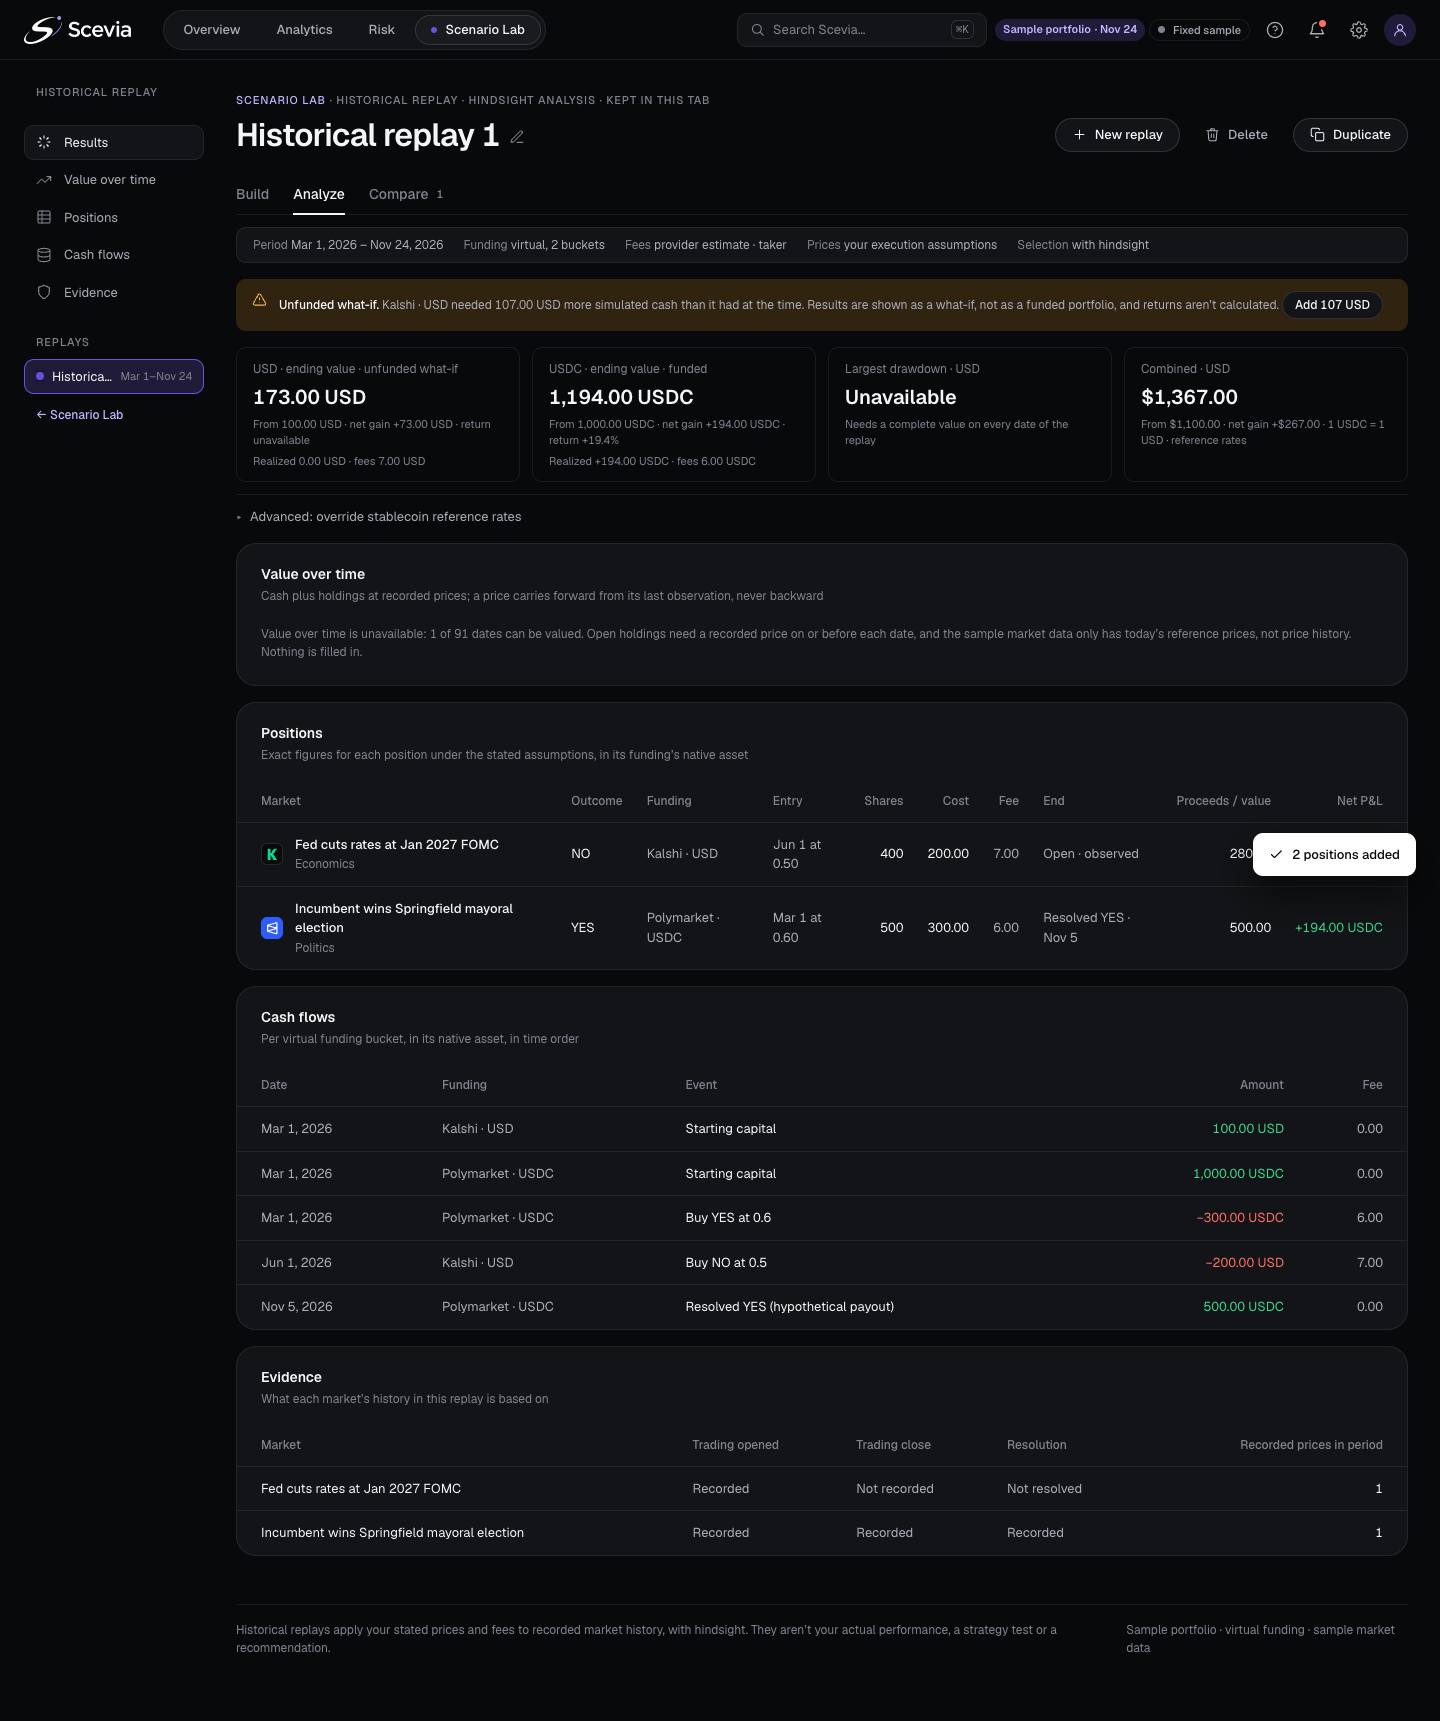 Scevia
Overview Analytics Risk Scenario Lab
Search Scevia… ⌘K
Sample portfolio · Nov 24
Fixed sample
HISTORICAL REPLAY
Results
Value over time
Positions
Cash flows
Evidence
REPLAYS
Historica… Mar 1–Nov 24
← Scenario Lab
SCENARIO LAB · HISTORICAL REPLAY · HINDSIGHT ANALYSIS · KEPT IN THIS TAB
Historical replay 1
New replay Delete Duplicate
Build Analyze Compare 1
Period Mar 1, 2026 – Nov 24, 2026 Funding virtual, 2 buckets Fees provider estimate · taker Prices your execution assumptions Selection with hindsight
Unfunded what-if. Kalshi · USD needed 107.00 USD more simulated cash than it had at the time. Results are shown as a what-if, not as a funded portfolio, and returns aren't calculated. Add 107 USD
USD · ending value · unfunded what-if
173.00 USD
From 100.00 USD · net gain +73.00 USD · return
unavailable
Realized 0.00 USD · fees 7.00 USD
USDC · ending value · funded
1,194.00 USDC
From 1,000.00 USDC · net gain +194.00 USDC ·
return +19.4%
Realized +194.00 USDC · fees 6.00 USDC
Largest drawdown · USD
Unavailable
Needs a complete value on every date of the
replay
Combined · USD
$1,367.00
From $1,100.00 · net gain +$267.00 · 1 USDC = 1
USD · reference rates
Advanced: override stablecoin reference rates
Value over time
Cash plus holdings at recorded prices; a price carries forward from its last observation, never backward
Value over time is unavailable: 1 of 91 dates can be valued. Open holdings need a recorded price on or before each date, and the sample market data only has today's reference prices, not price history.
Nothing is filled in.
Positions
Exact figures for each position under the stated assumptions, in its funding's native asset
Market Outcome Funding Entry Shares Cost Fee End Proceeds / value Net P&L
Fed cuts rates at Jan 2027 FOMC
Economics
NO Kalshi · USD
Jun 1 at
0.50
400 200.00 7.00 Open · observed 280
2 positions added
Incumbent wins Springfield mayoral
election
Politics
YES
Polymarket ·
USDC
Mar 1 at
0.60
500 300.00 6.00
Resolved YES ·
Nov 5
500.00 +194.00 USDC
Cash flows
Per virtual funding bucket, in its native asset, in time order
Date Funding Event Amount Fee
Mar 1, 2026 Kalshi · USD Starting capital 100.00 USD 0.00
Mar 1, 2026 Polymarket · USDC Starting capital 1,000.00 USDC 0.00
Mar 1, 2026 Polymarket · USDC Buy YES at 0.6 −300.00 USDC 6.00
Jun 1, 2026 Kalshi · USD Buy NO at 0.5 −200.00 USD 7.00
Nov 5, 2026 Polymarket · USDC Resolved YES (hypothetical payout) 500.00 USDC 0.00
Evidence
What each market's history in this replay is based on
Market Trading opened Trading close Resolution Recorded prices in period
Fed cuts rates at Jan 2027 FOMC Recorded Not recorded Not resolved 1
Incumbent wins Springfield mayoral election Recorded Recorded Recorded 1
Historical replays apply your stated prices and fees to recorded market history, with hindsight. They aren't your actual performance, a strategy test or a
recommendation.
Sample portfolio · virtual funding · sample market
data